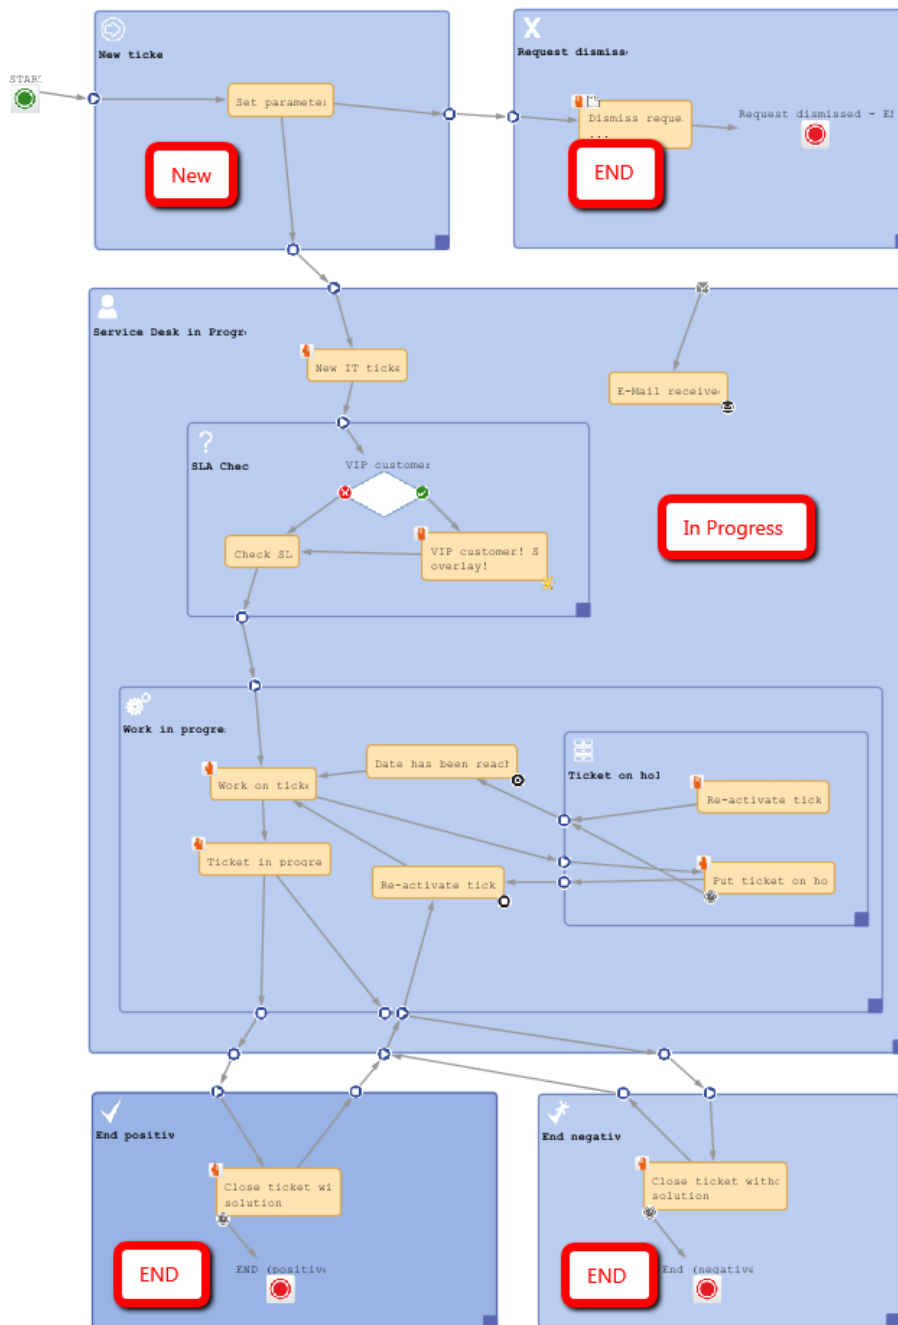 New ticke
Request dismiss
START
Set parameter
Dismiss reque
...
Request dismissed - E
New
END
Service Desk in Progr
New IT ticke
E-Mail receive
SLA Chec
VIP customer
In Progress
Check SL
VIP customer! S
overlay!
Work in progre
Date has been reach
Ticket on hol
Work on ticke
Re-activate tick
Ticket in progre
Re-activate tick
Put ticket on ho
End positiv
End negativ
Close ticket wi
solution
Close ticket witho
solution
END (positive
End (negative
END
END